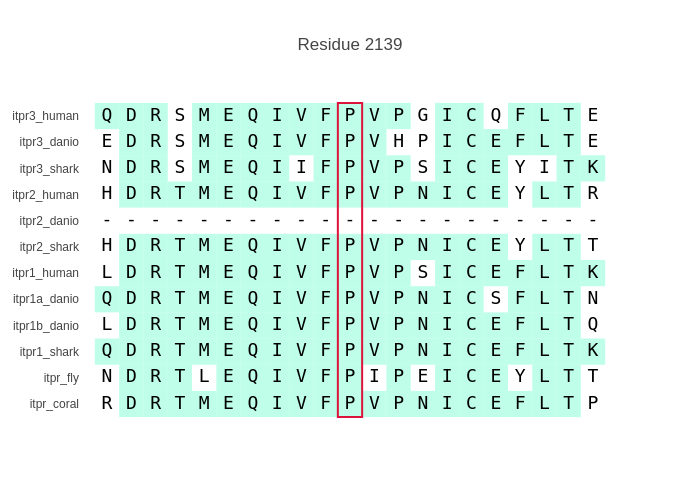 Residue 2139
itpr3_human Q D R S M E Q I V F P V P G I C Q F L T E
itpr3_danio E D R S M E Q I V F P V H P I C E F L T E
itpr3_shark N D R S M E Q I I F P V P S I C E Y I T K
itpr2_human H D R T M E Q I V F P V P N I C E Y L T R
itpr2_danio - - - - - - - - - - - - - - - - - - - - -
itpr2_shark H D R T M E Q I V F P V P N I C E Y L T T
itpr1_human L D R T M E Q I V F P V P S I C E F L T K
itpr1a_danio Q D R T M E Q I V F P V P N I C S F L T N
itpr1b_danio L D R T M E Q I V F P V P N I C E F L T Q
itpr1_shark Q D R T M E Q I V F P V P N I C E F L T K
itpr_fly N D R T L E Q I V F P I P E I C E Y L T T
itpr_coral R D R T M E Q I V F P V P N I C E F L T P